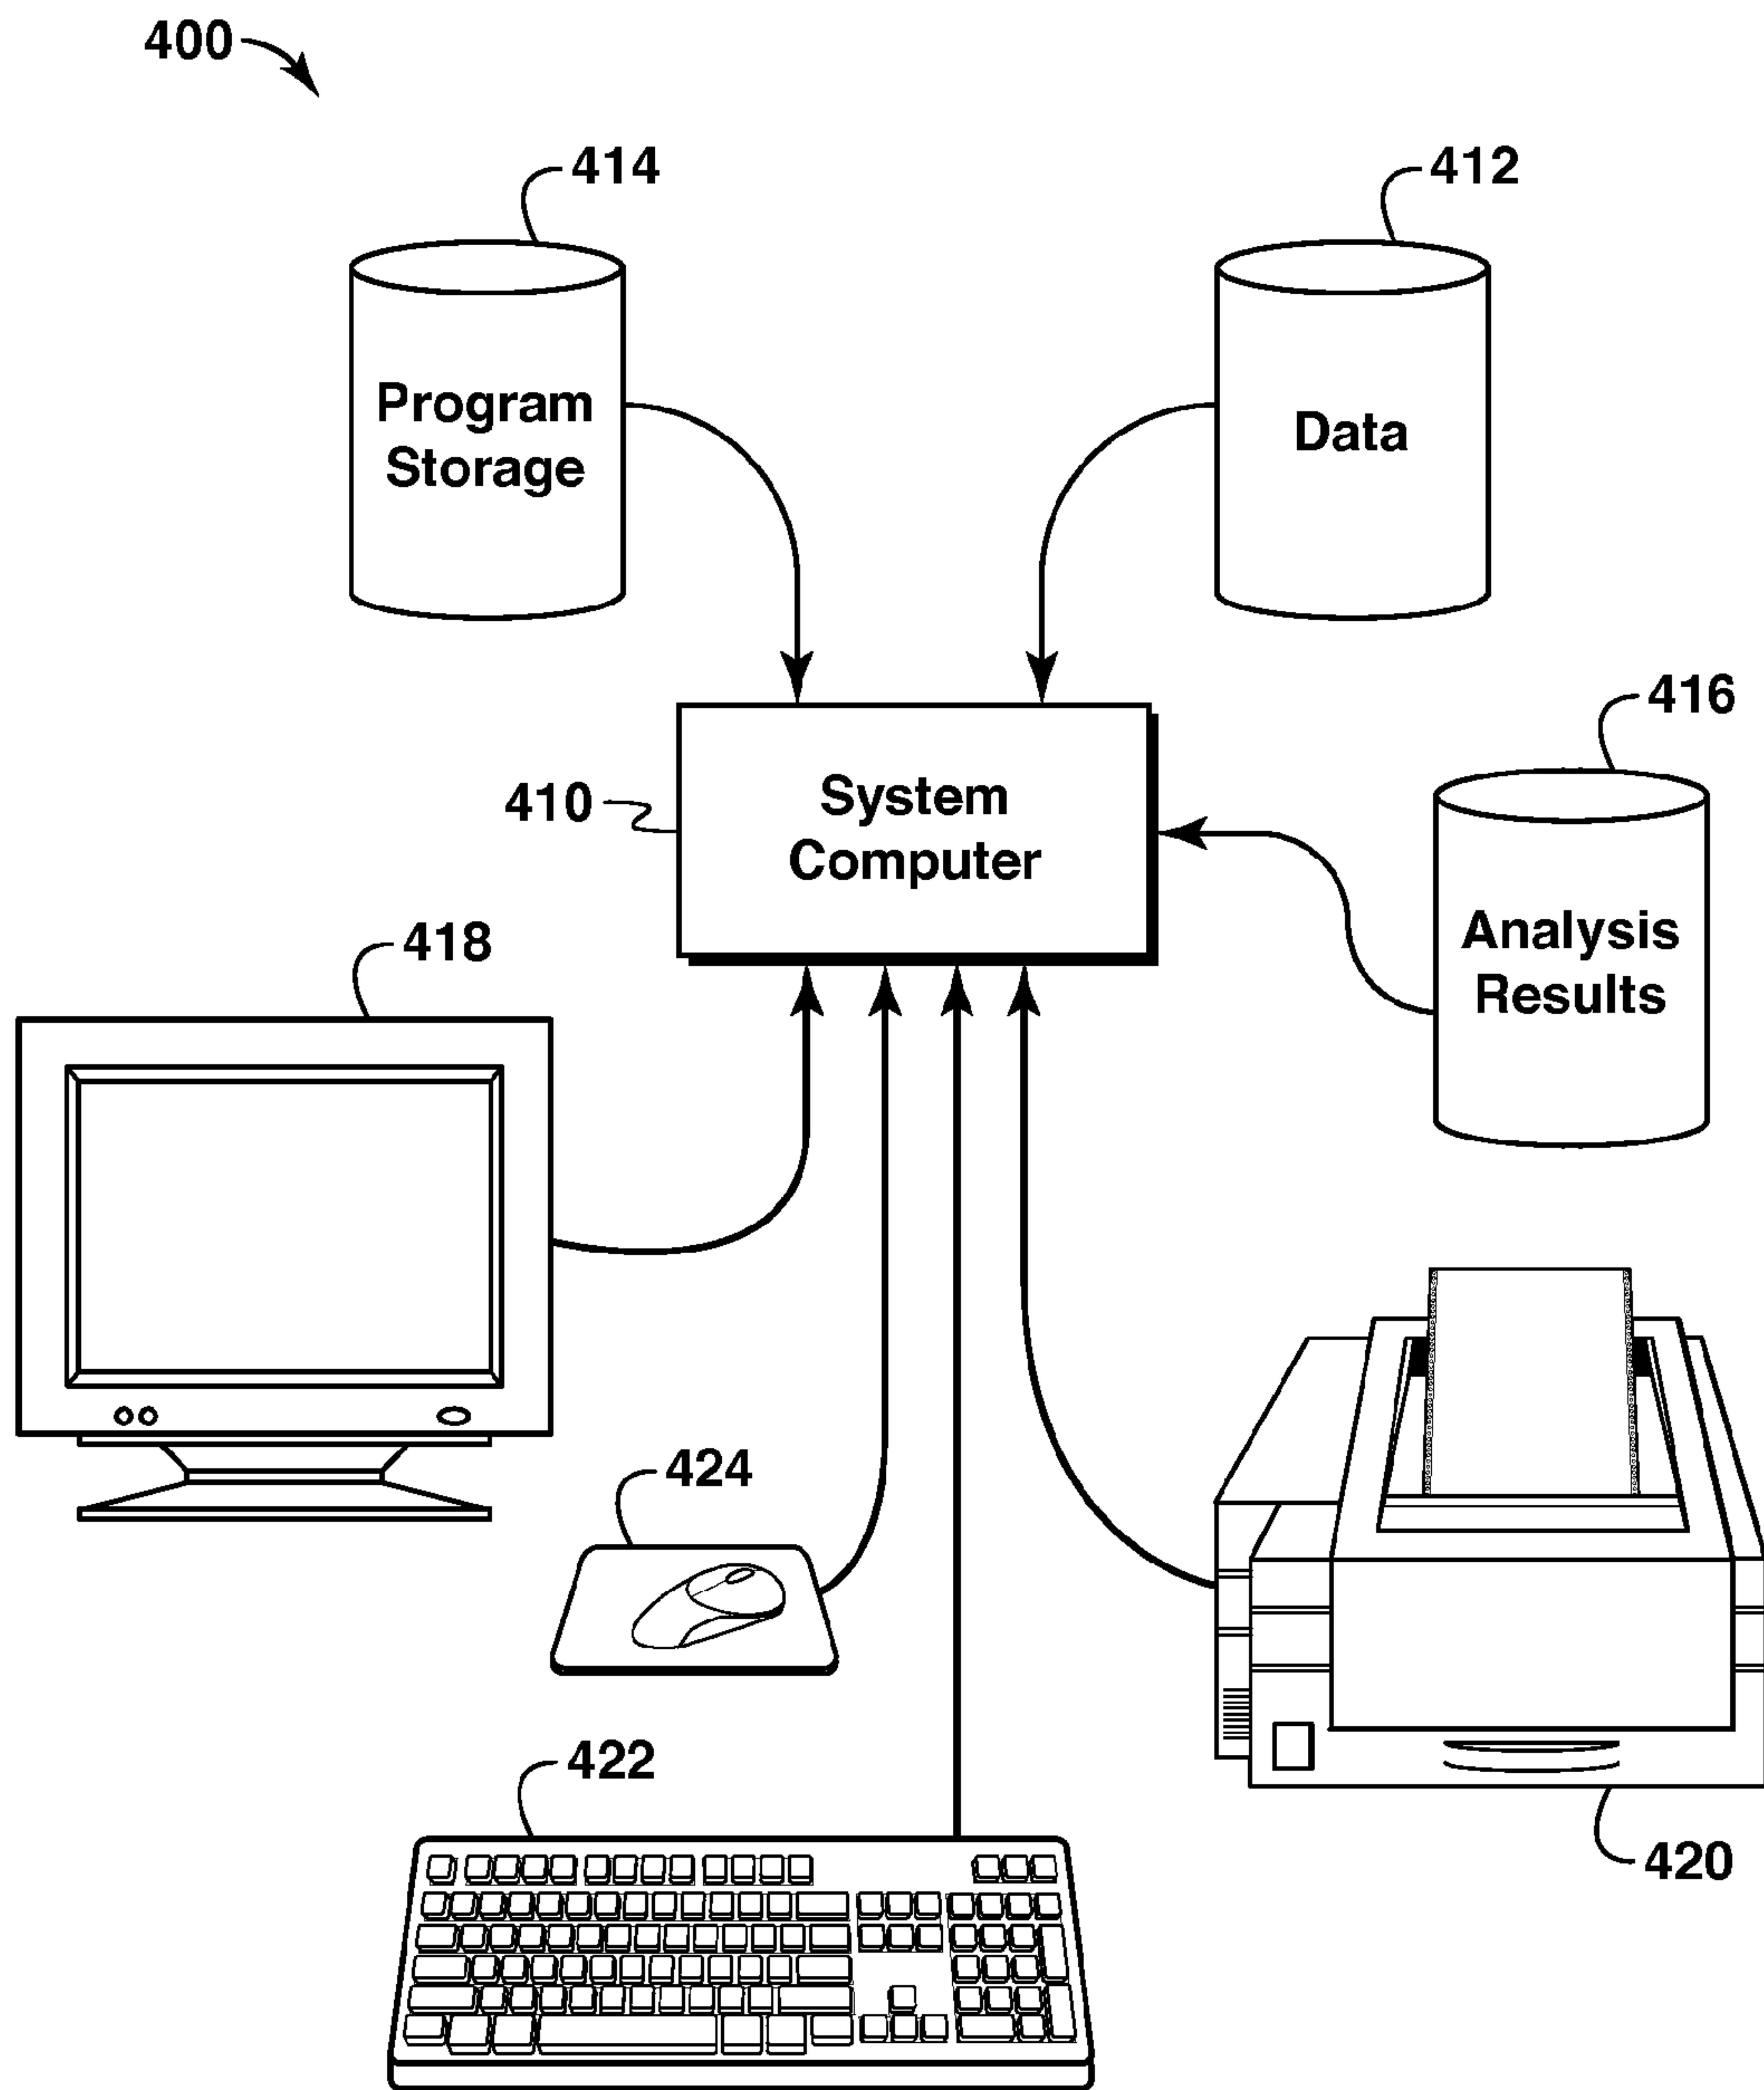 400
414
412
Program
Storage
Data
416
410
System
Computer
418
Analysis
Results
424
422
420